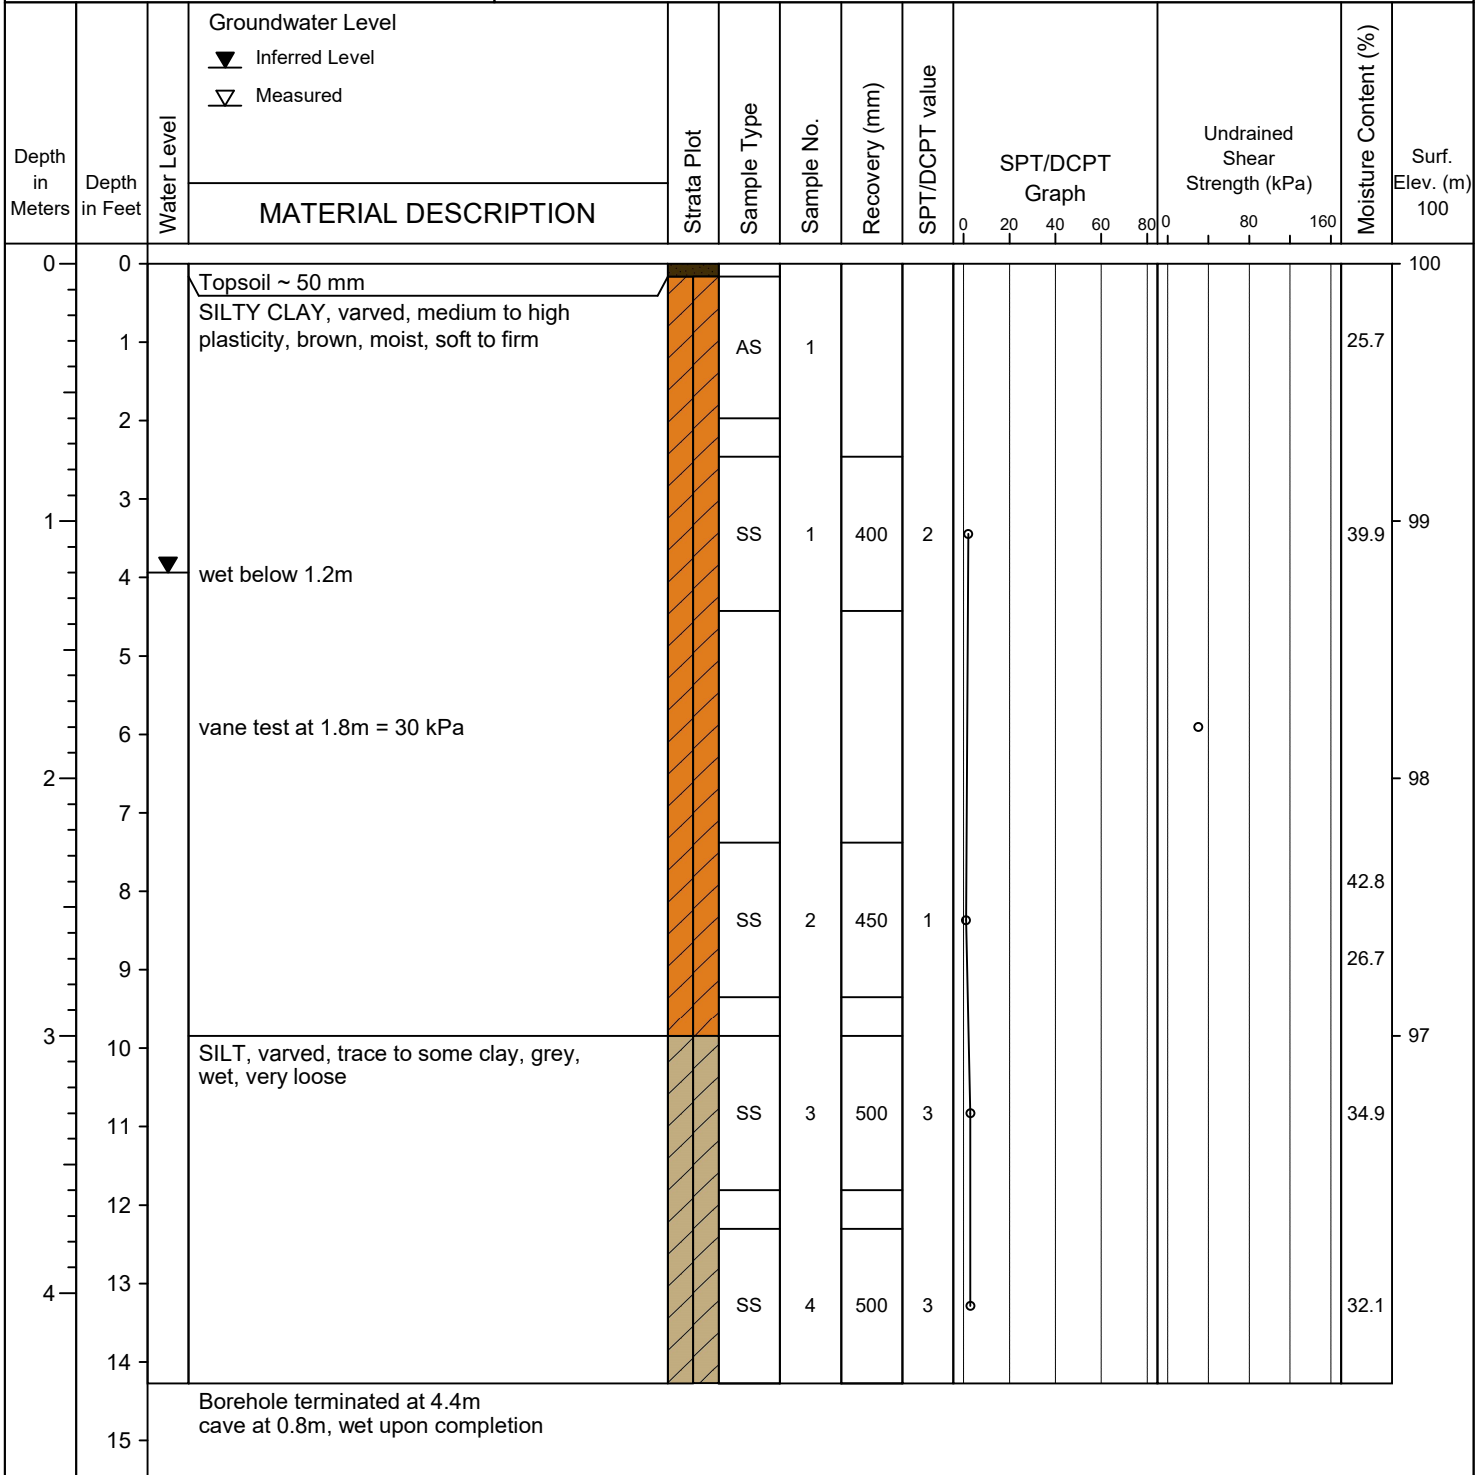 Groundwater Level
Inferred Level
Measured
Depth
in
Meters
Depth
in Feet
Water Level
MATERIAL DESCRIPTION
Strata Plot
Sample Type
Sample No.
Recovery (mm)
SPT/DCPT value
SPT/DCPT
Graph
0 20 40 60 80
Undrained
Shear
Strength (kPa)
0 80 160
Moisture Content (%)
Surf.
Elev. (m)
100
0 0 100
Topsoil ~ 50 mm
SILTY CLAY, varved, medium to high
plasticity, brown, moist, soft to firm
1 AS 1 25.7
2
3
1 99
SS 1 400 2 39.9
4 wet below 1.2m
5
vane test at 1.8m = 30 kPa
6
2 98
7
42.8
8
SS 2 450 1
26.7
9
3 97
10
SILT, varved, trace to some clay, grey,
wet, very loose
SS 3 500 3 34.9
11
12
13
4
SS 4 500 3 32.1
14
Borehole terminated at 4.4m
cave at 0.8m, wet upon completion
15